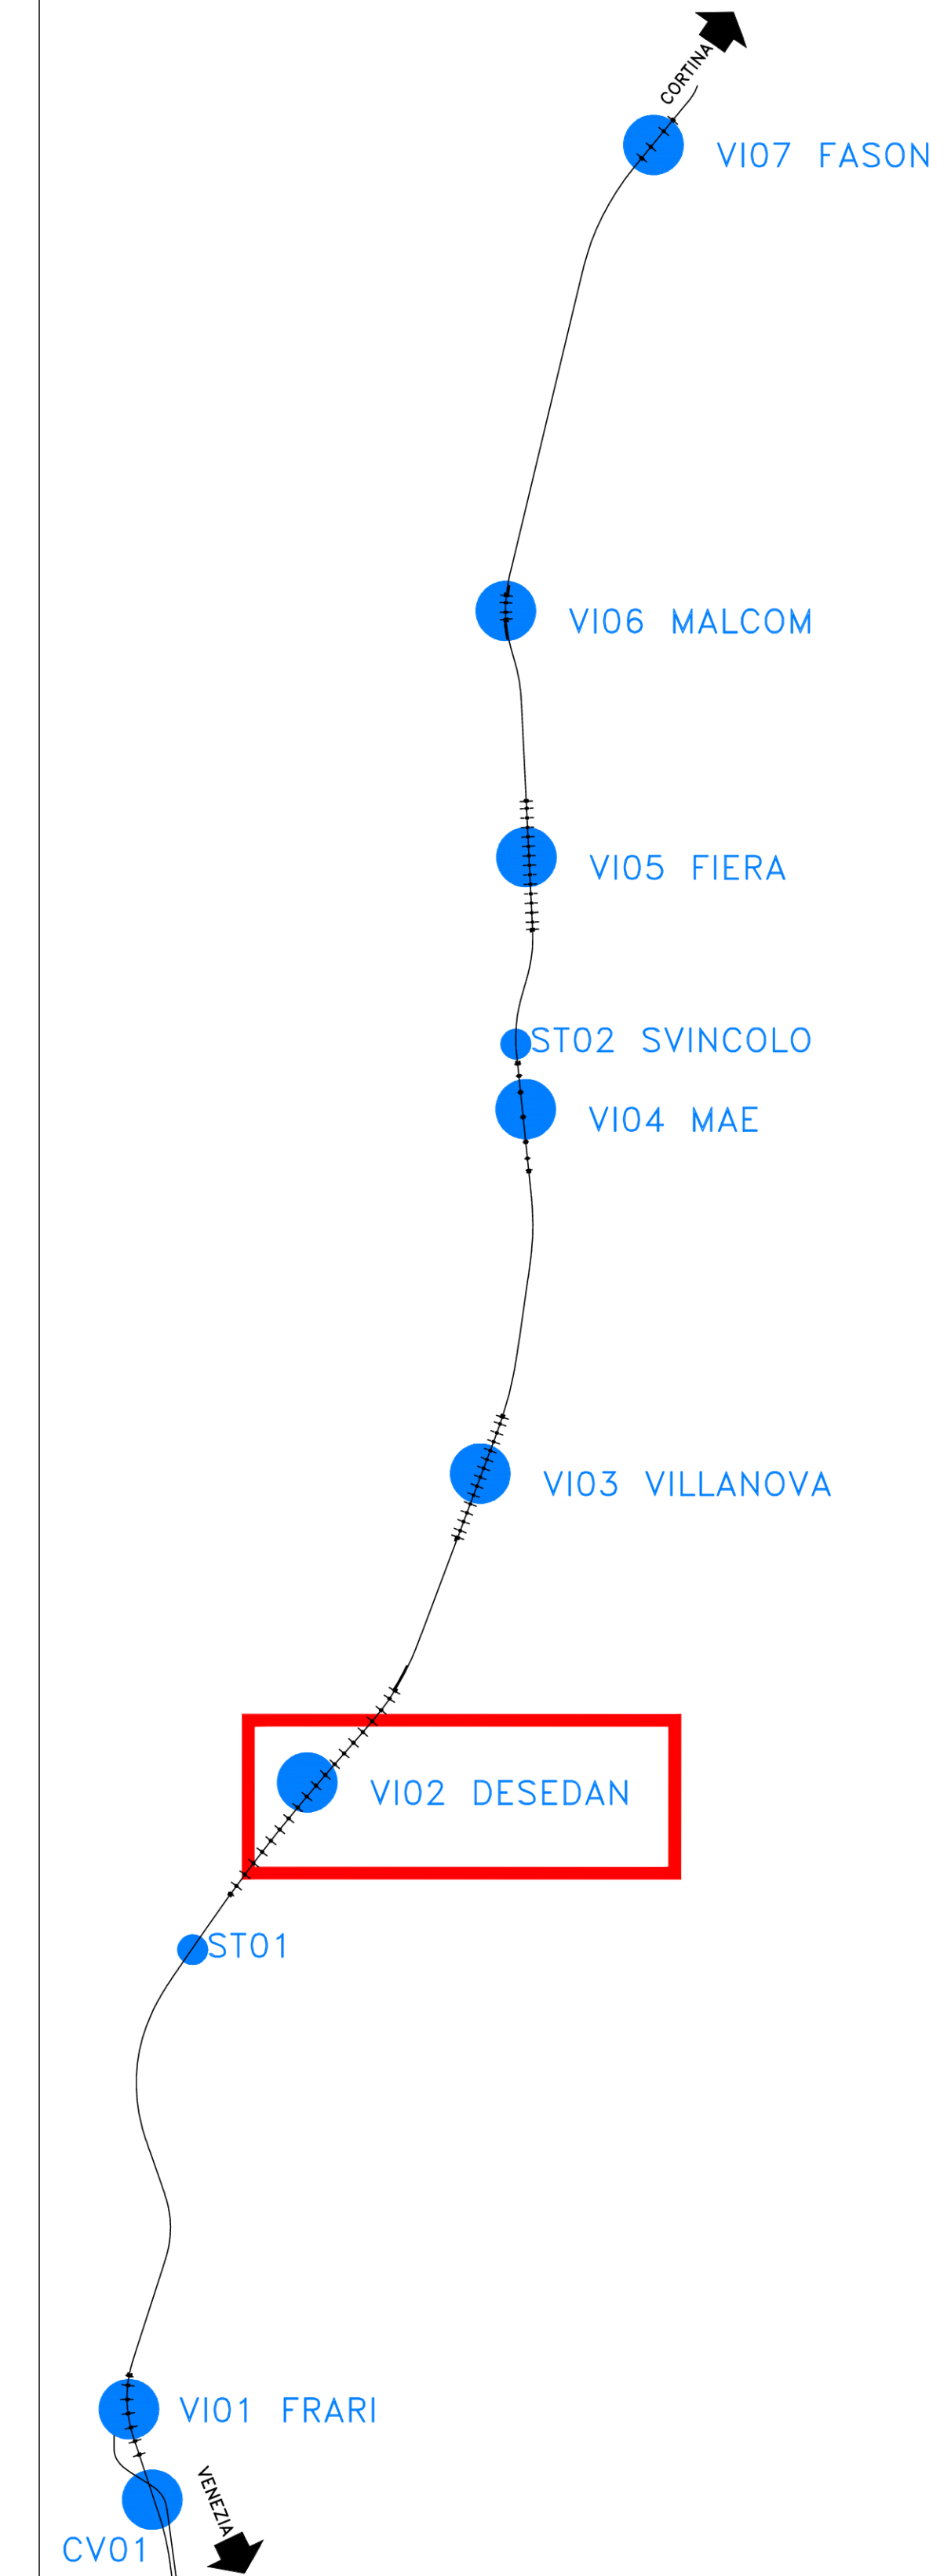 CORTINA
VI07 FASON
VI06 MALCOM
VI05 FIERA
ST02 SVINCOLO
VI04 MAE
VI03 VILLANOVA
VI02 DESEDAN
ST01
VI01 FRARI
VENEZIA
CV01